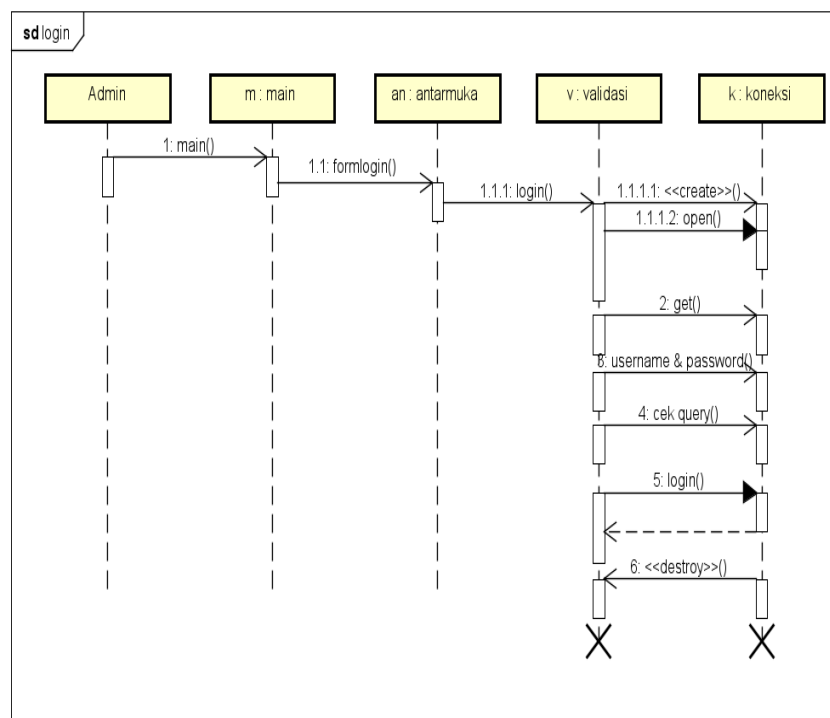 sd login
Admin
m : main
an : antarmuka
v : validasi
k : koneksi
1: main()
1.1: formlogin()
1.1.1: login()
1.1.1.1: <<create>>()
1.1.1.2: open()
2: get()
3: username & password()
4: cek query()
5: login()
6: <<destroy>>()